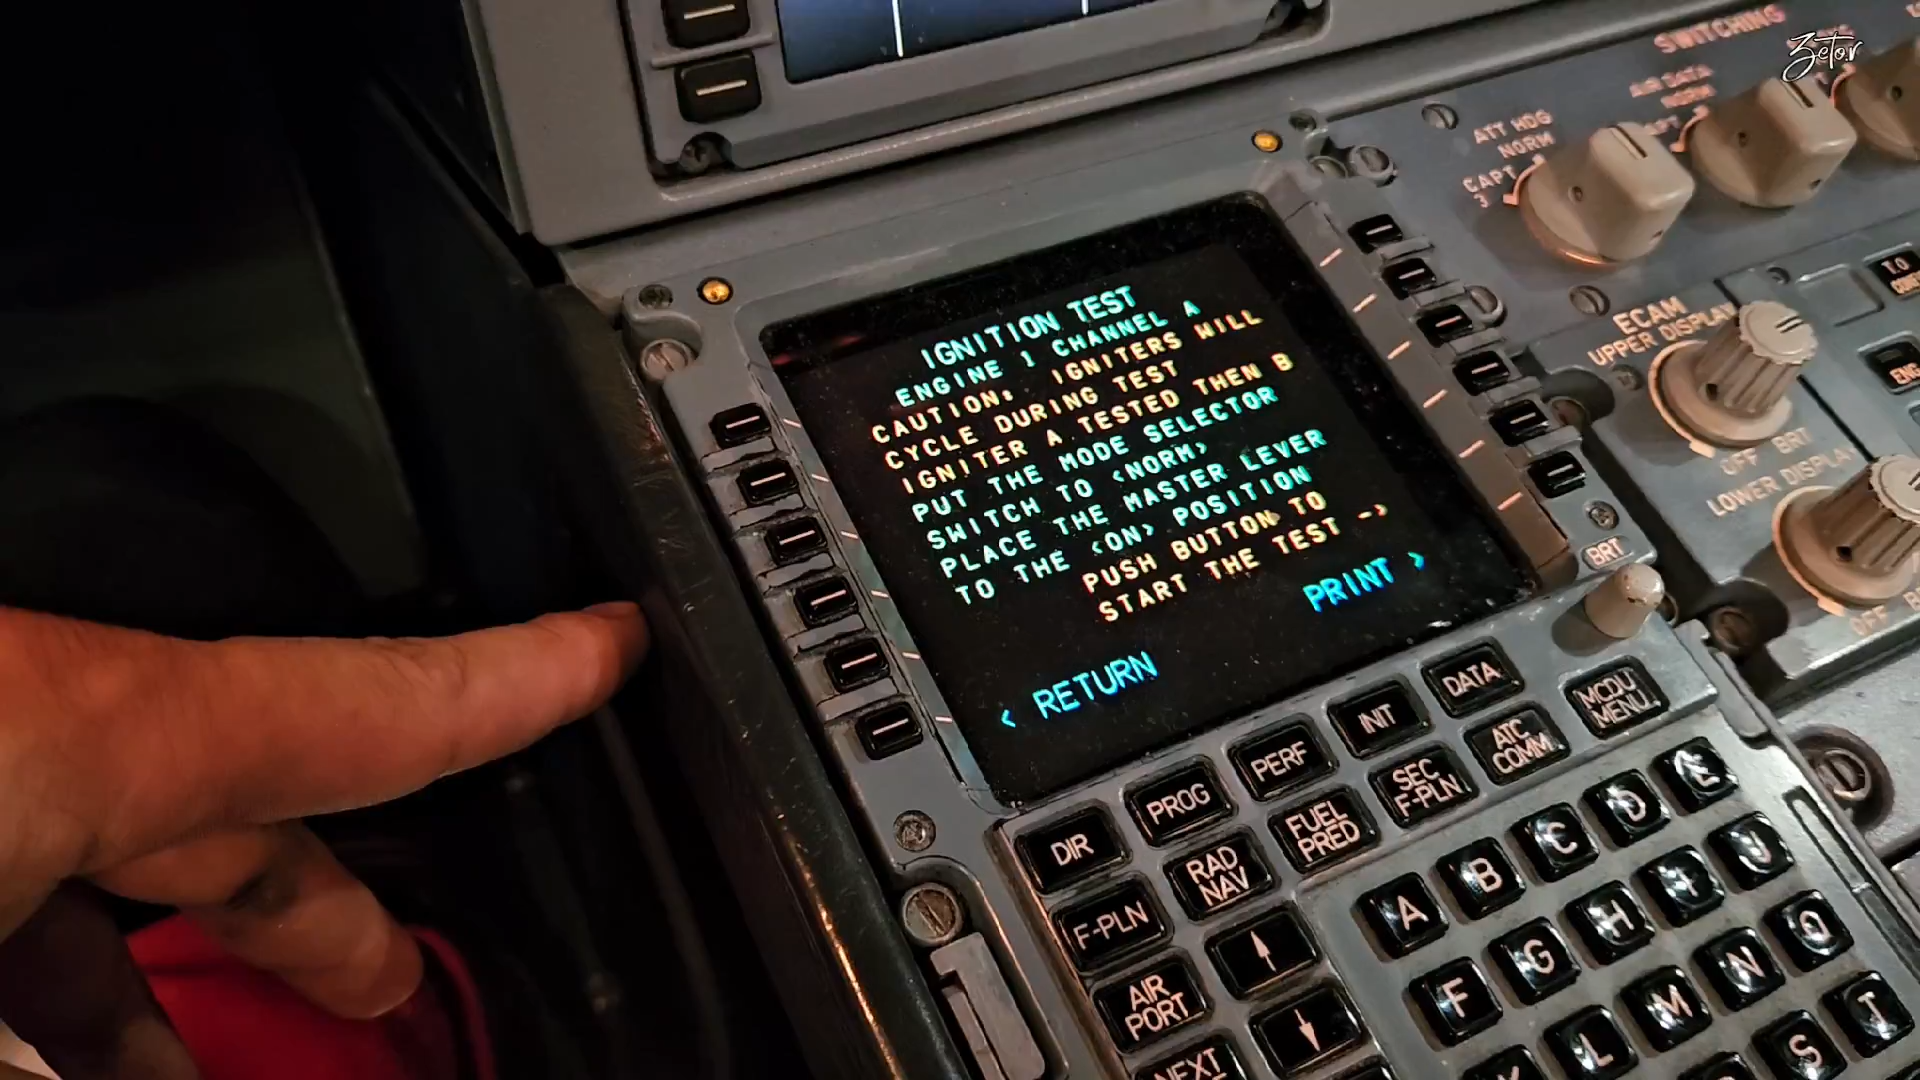 Zetor
SWITCHING
AIR DATA
NORM
ATT HDG
NORM
CAPT
3
ECAM
UPPER DISPLAY
OFF BRT
LOWER DISPLAY
OFF
T.O
ENG
IGNITION TEST
ENGINE 1 CHANNEL A
CAUTION: IGNITERS WILL
CYCLE DURING TEST
IGNITER A TESTED THEN B
PUT THE MODE SELECTOR
SWITCH TO <NORM>
PLACE THE MASTER LEVER
TO THE <ON> POSITION
PUSH BUTTON TO
START THE TEST ->
PRINT >
< RETURN
BRT
DIR
PROG
PERF
INIT
DATA
F-PLN
RAD
NAV
FUEL
PRED
SEC
F-PLN
ATC
COMM
MCDU
MENU
AIR
PORT
NEXT
A
B
C
D
E
F
G
H
I
J
L
M
N
O
S
T